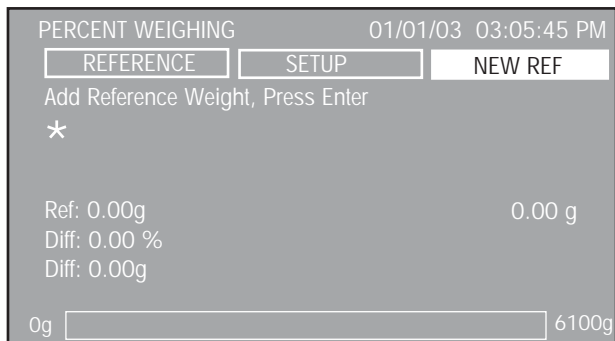 PERCENT WEIGHING 01/01/03 3:05:45 PM
REFERENCE SETUP NEW REF
Add Reference Weight, Press Enter
*
Ref: 0.00g 0.00 g
Diff: 0.00 %
Diff: 0.00g
0g 6100g